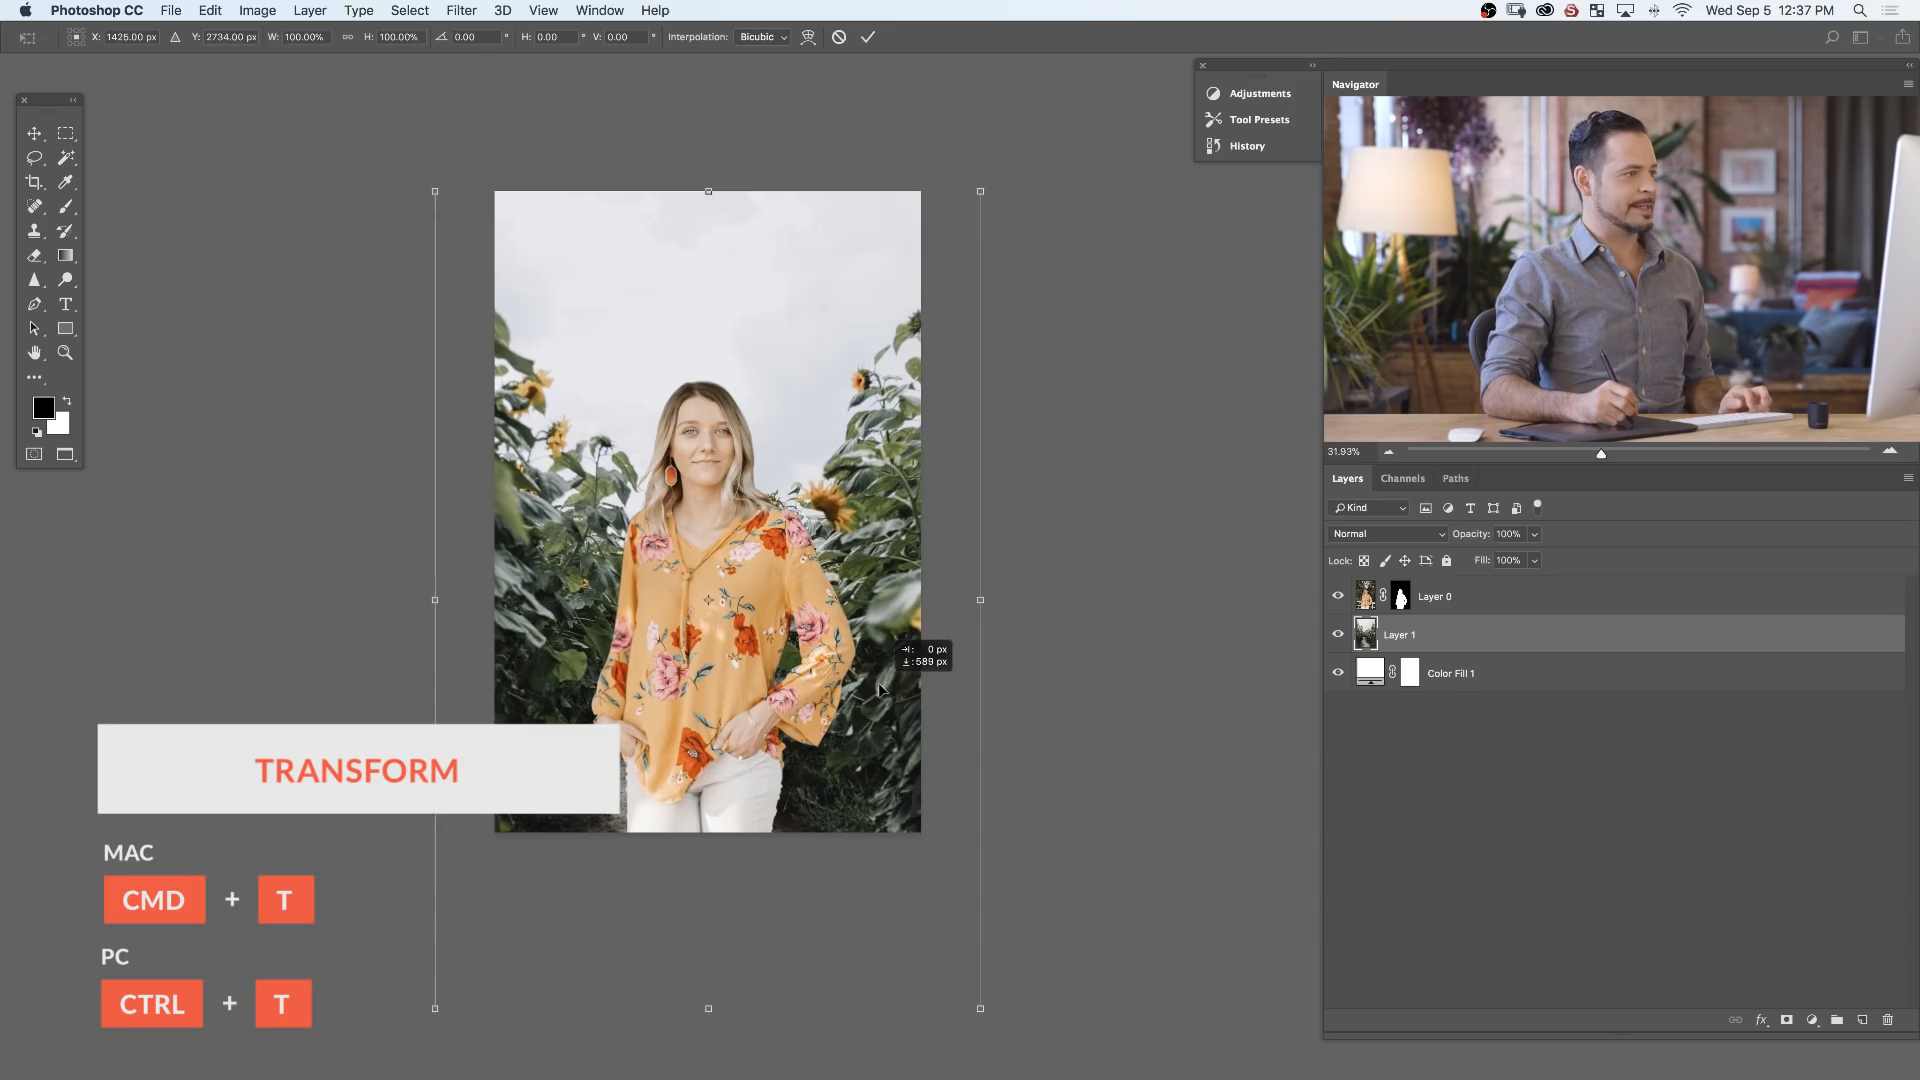 Photoshop CC File Edit Image Layer Type Select Filter 3D View Window Help Wed Sep 5 12:37 PM
X: 1425.00 px Y: 2734.00 px W: 100.00% H: 100.00% 0.00 ° H: 0.00 ° V: 0.00 ° Interpolation: Bicubic
Adjustments
Tool Presets
History
Navigator
31.93%
Layers Channels Paths
Kind
Normal Opacity: 100%
Lock: Fill: 100%
Layer 0
Layer 1
Color Fill 1
fx
0 px
589 px
TRANSFORM
MAC
CMD + T
PC
CTRL + T